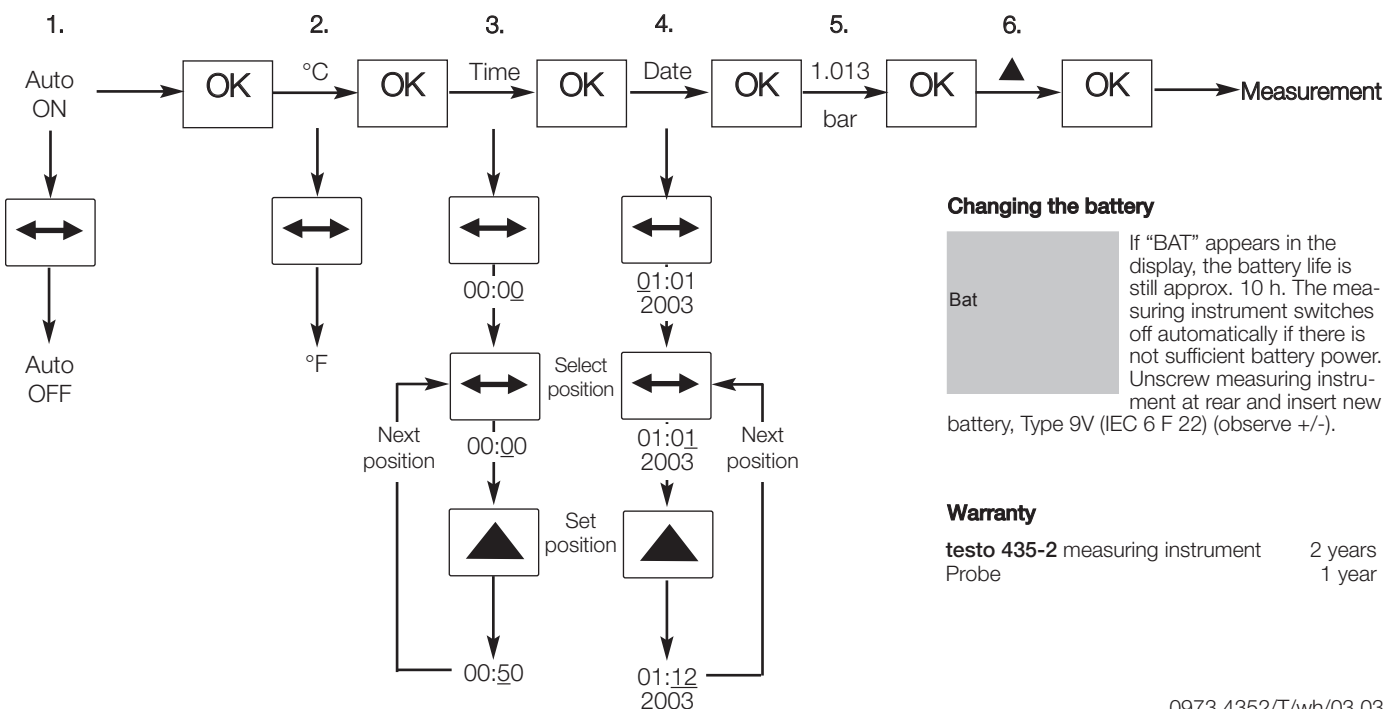 1.
2.
3.
4.
5.
6.
Auto
ON
OK
°C
OK
Time
OK
Date
OK
1.013
bar
OK
▲
OK
Measurement
Auto
OFF
°F
00:00
01:01
2003
Select
position
Next
position
00:00
01:01
2003
Next
position
Set
position
00:50
01:12
2003
Changing the battery
Bat
If “BAT” appears in the
display, the battery life is
still approx. 10 h. The mea-
suring instrument switches
off automatically if there is
not sufficient battery power.
Unscrew measuring instru-
ment at rear and insert new
battery, Type 9V (IEC 6 F 22) (observe +/-).
Warranty
testo 435-2 measuring instrument 2 years
Probe 1 year
0973.4352/T/wh/03.03